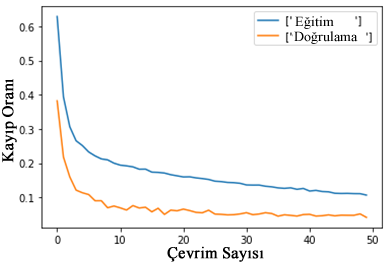 ['Eğitim ']
['Doğrulama ']
Kayıp Oranı
0.6
0.5
0.4
0.3
0.2
0.1
0 10 20 30 40 50
Çevrim Sayısı